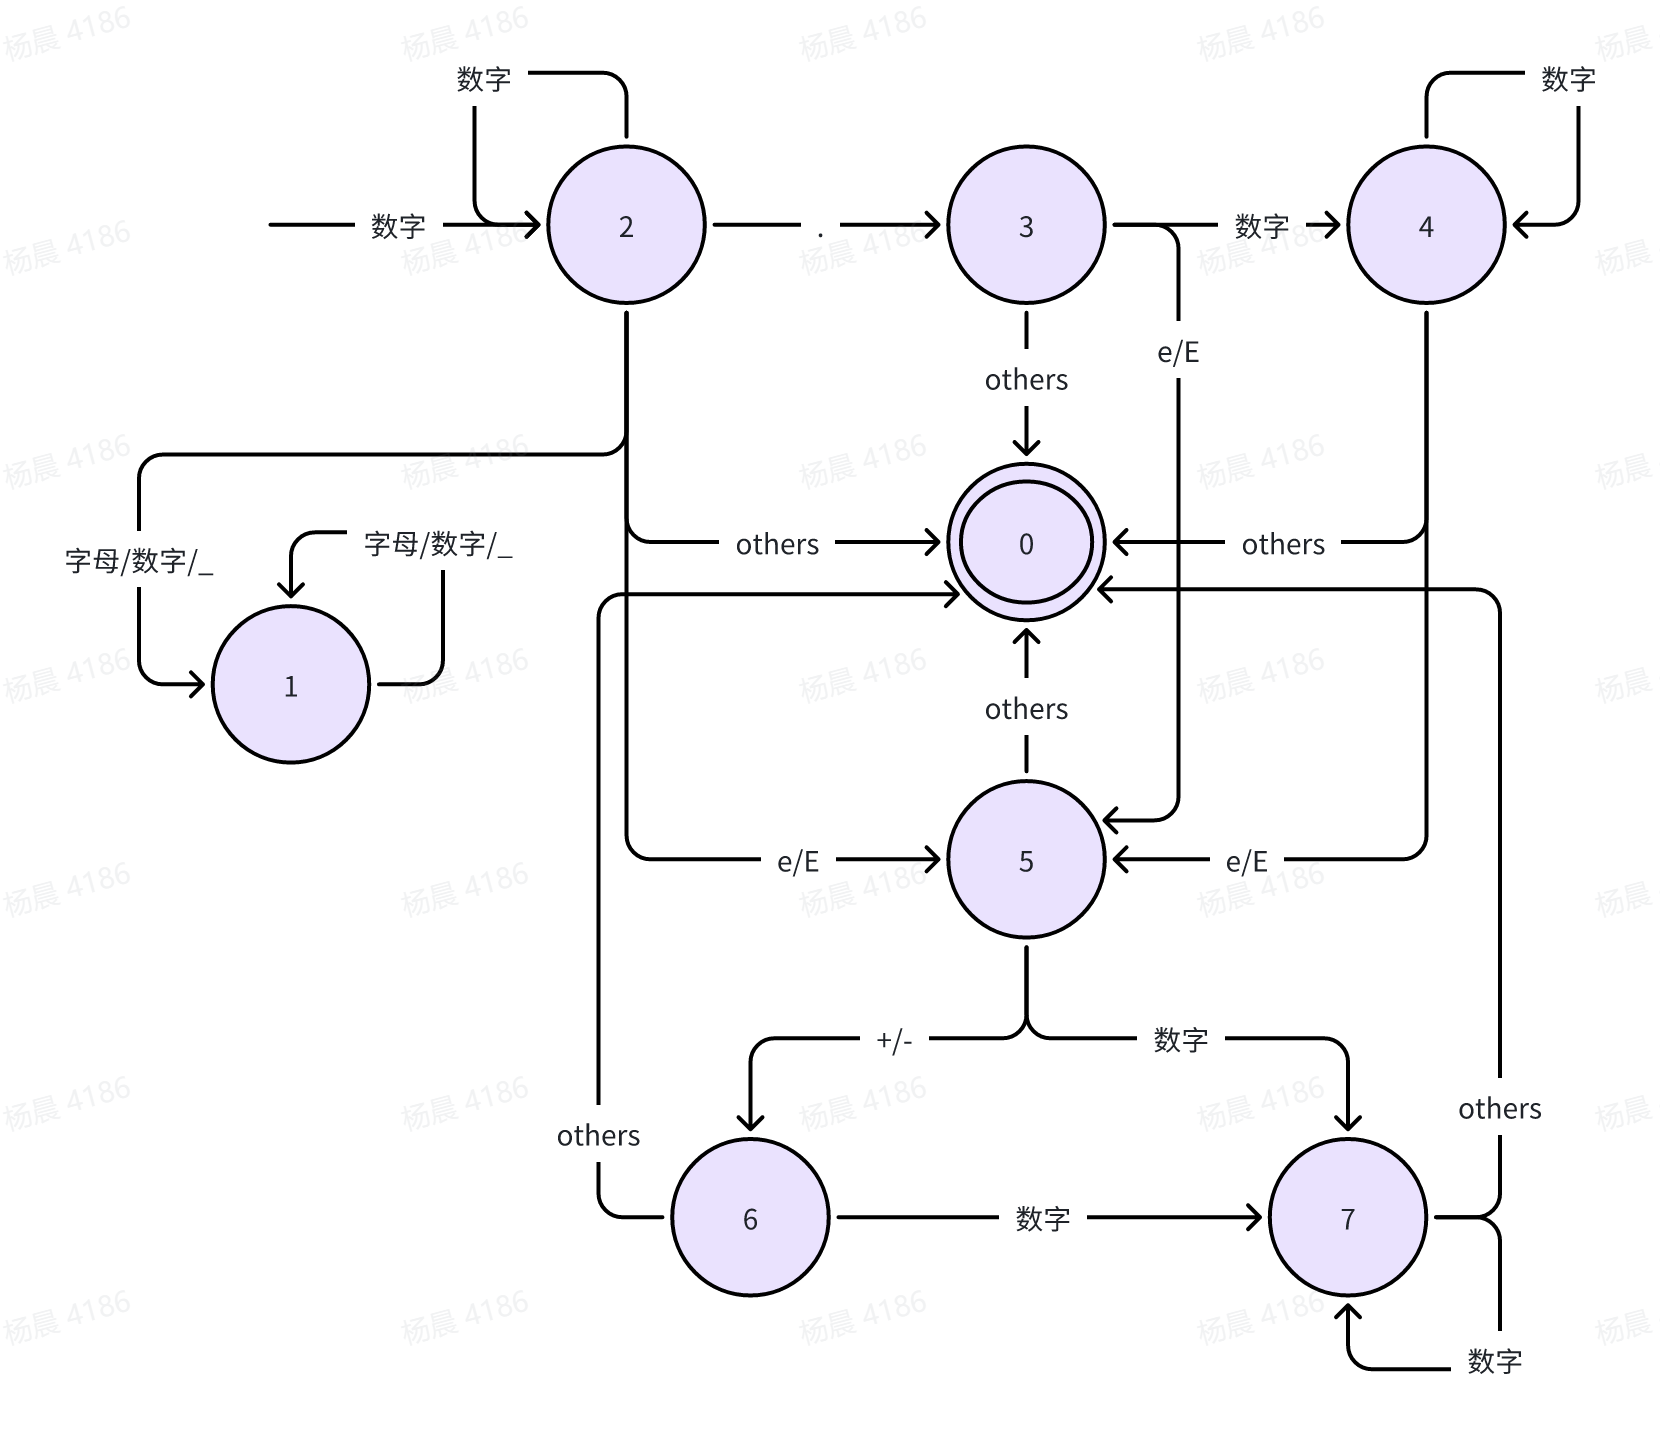 数字
数字
数字
2
.
3
数字
4
e/E
others
字母/数字/_
字母/数字/_
others
0
others
1
others
e/E
5
e/E
+/-
数字
others
others
6
数字
7
数字
杨晨 4186